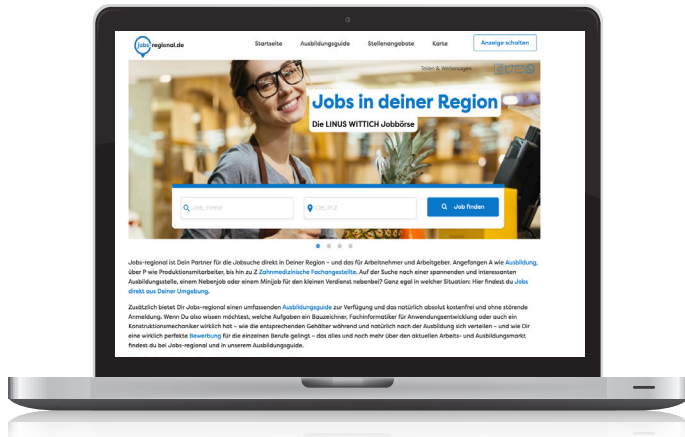 jobs-regional.de
Startseite
Ausbildungsguide
Stellenangebote
Karte
Anzeige schalten
Teilen & Weitersagen
Jobs in deiner Region
Die LINUS WITTICH Jobbörse
Job, Firma
Ort, PLZ
Job finden
Jobs-regional ist Dein Partner für die Jobsuche direkt in Deiner Region – und das für Arbeitnehmer und Arbeitgeber. Angefangen A wie Ausbildung,
über P wie Produktionsmitarbeiter, bis hin zu Z Zahnmedizinische Fachangestellte. Auf der Suche nach einer spannenden und interessanten
Ausbildungsstelle, einem Nebenjob oder einem Minijob für den kleinen Verdienst nebenbei? Ganz egal in welcher Situation: Hier findest du Jobs
direkt aus Deiner Umgebung.
Zusätzlich bietet Dir Jobs-regional einen umfassenden Ausbildungsguide zur Verfügung und das natürlich absolut kostenfrei und ohne störende
Anmeldung. Wenn Du also wissen möchtest, welche Aufgaben ein Bauzeichner, Fachinformatiker für Anwendungsentwicklung oder auch ein
Konstruktionsmechaniker wirklich hat – wie die entsprechenden Gehälter während und natürlich nach der Ausbildung sich verteilen – und wie Dir
eine wirklich perfekte Bewerbung für die einzelnen Berufe gelingt – das alles und noch mehr über den aktuellen Arbeits- und Ausbildungsmarkt
findest du bei Jobs-regional und in unserem Ausbildungsguide.